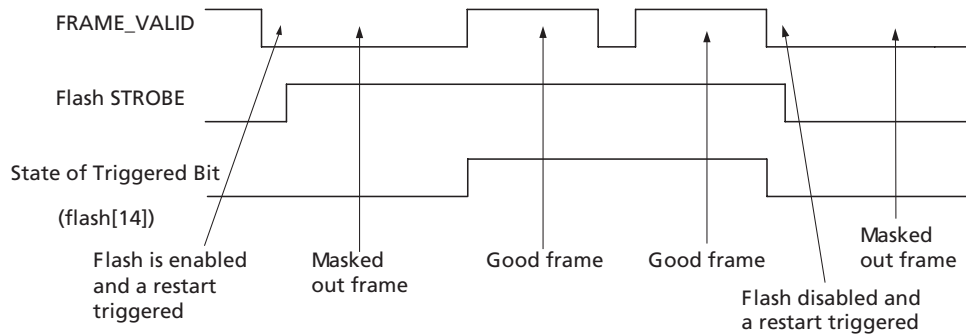 FRAME_VALID
Flash STROBE
State of Triggered Bit
(flash[14])
Flash is enabled
and a restart
triggered
Masked
out frame
Good frame
Good frame
Flash disabled and
a restart triggered
Masked
out frame